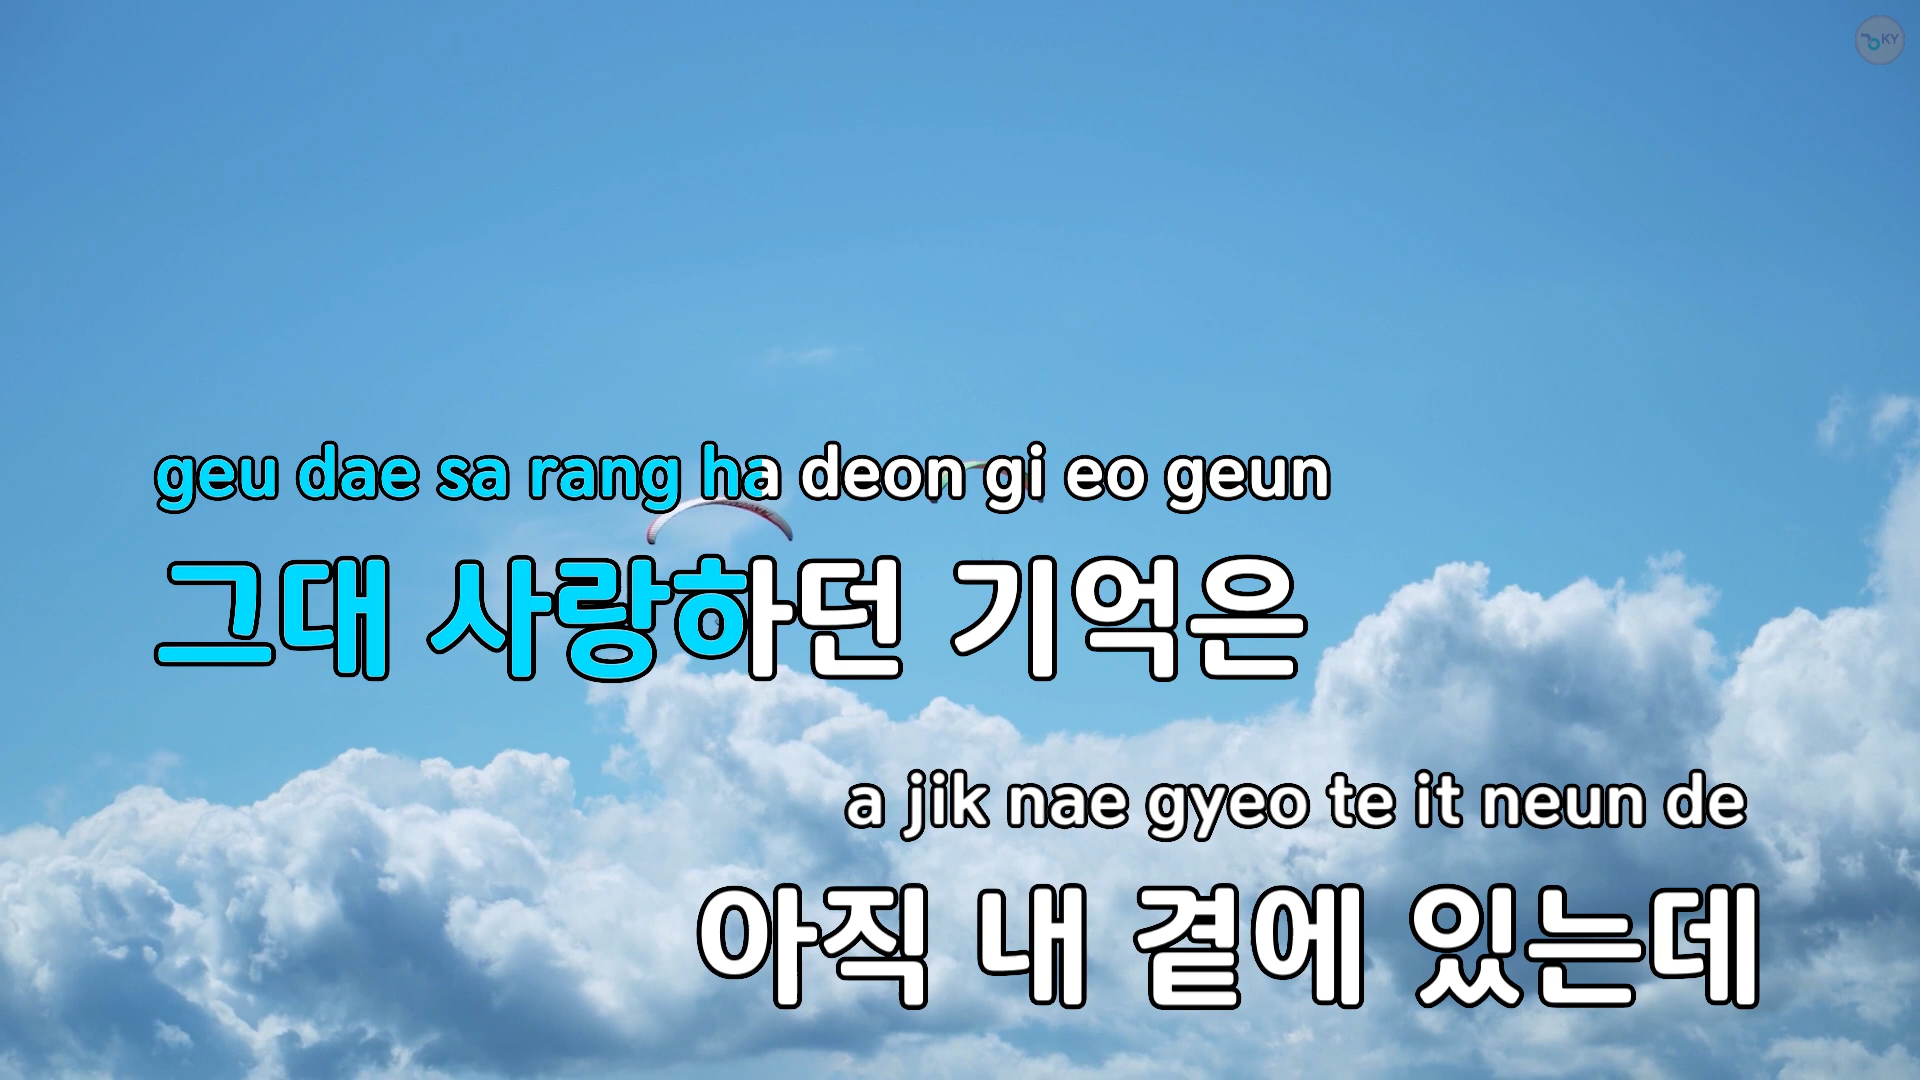 KY
geu dae sa rang ha deon gi eo geun
그대 사랑하던 기억은
a jik nae gyeo te it neun de
아직 내 곁에 있는데